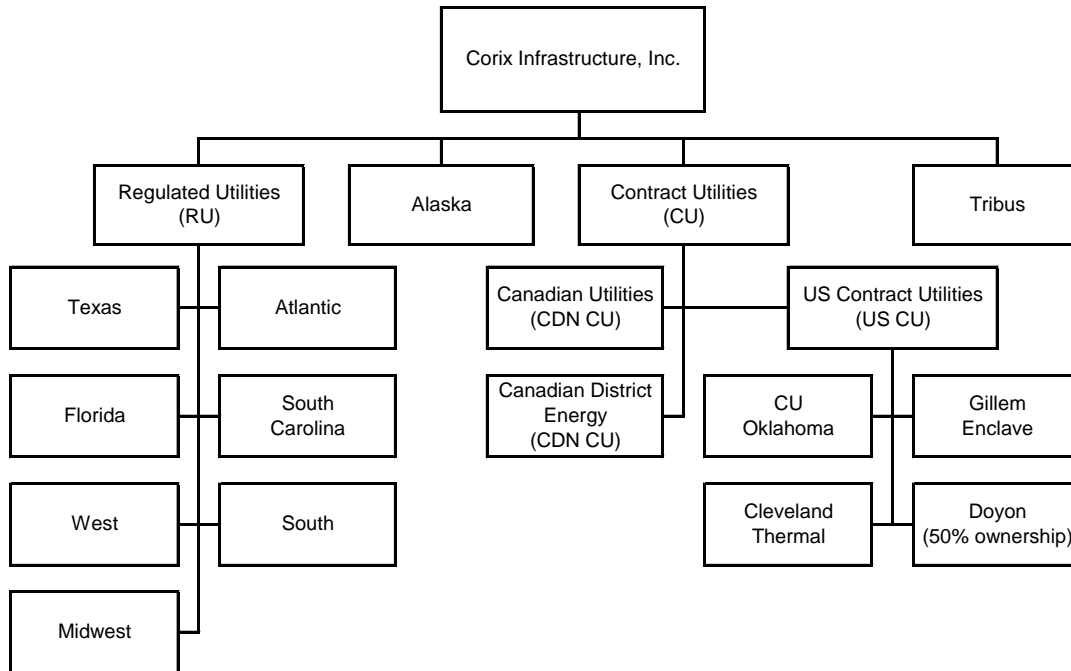 Corix Infrastructure, Inc.
Regulated Utilities
(RU)
Alaska
Contract Utilities
(CU)
Tribus
Texas
Atlantic
Canadian Utilities
(CDN CU)
US Contract Utilities
(US CU)
Florida
South
Carolina
Canadian District
Energy
(CDN CU)
CU
Oklahoma
Gillem
Enclave
West
South
Cleveland
Thermal
Doyon
(50% ownership)
Midwest